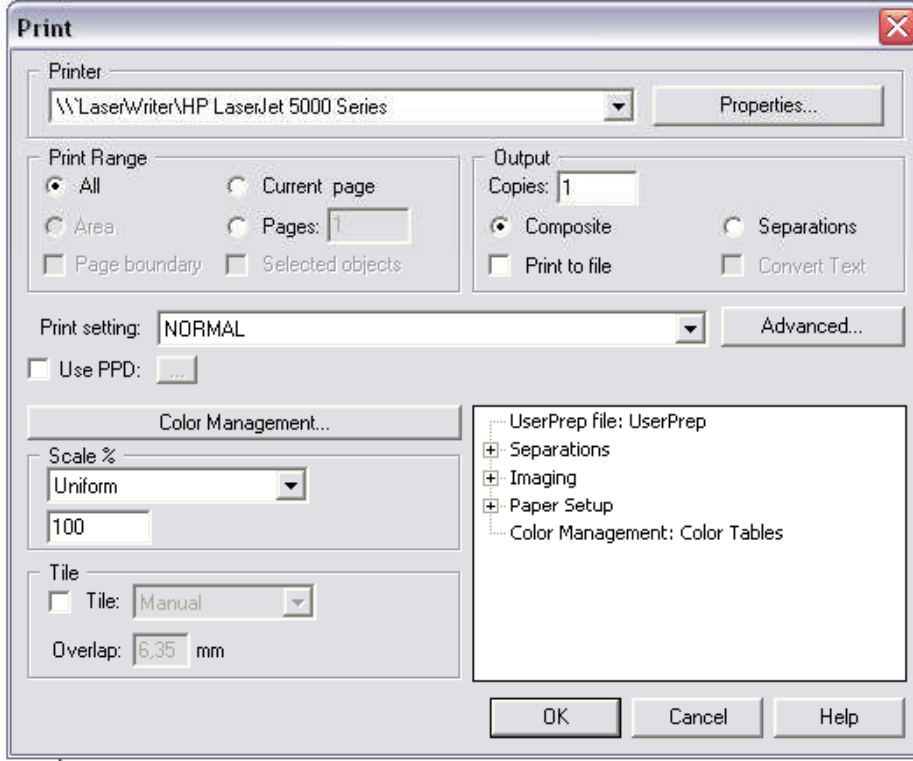 Print
Printer
\\`LaserWriter\HP LaserJet 5000 Series
Properties...
Print Range
All
Current page
Area
Pages: 1
Page boundary
Selected objects
Output
Copies: 1
Composite
Separations
Print to file
Convert Text
Print setting: NORMAL
Advanced...
Use PPD: ...
Color Management...
Scale %
Uniform
100
Tile
Tile: Manual
Overlap: 6,35 mm
UserPrep file: UserPrep
Separations
Imaging
Paper Setup
Color Management: Color Tables
OK
Cancel
Help